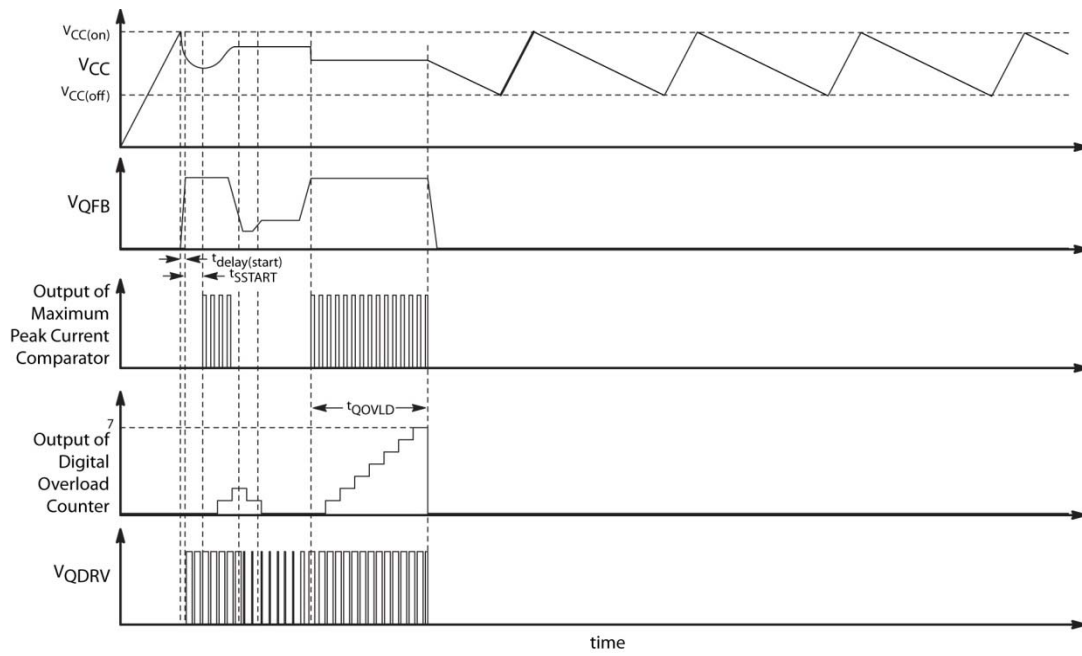 VCC(on)
VCC
VCC(off)
VQFB
tdelay(start)
tSSTART
Output of
Maximum
Peak Current
Comparator
tQOVLD
7
Output of
Digital
Overload
Counter
VQDRV
time